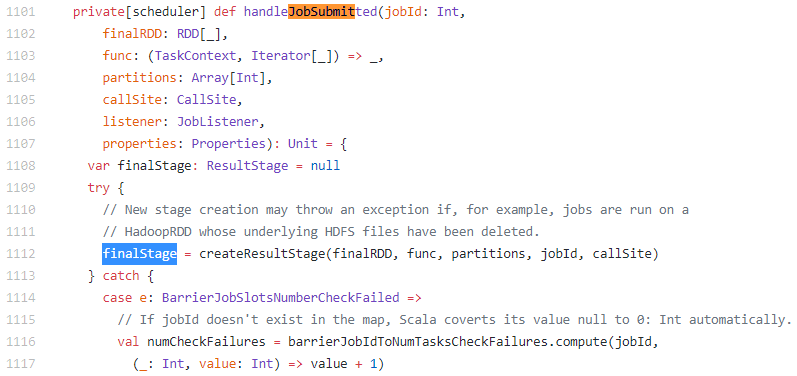 1101 private[scheduler] def handleJobSubmitted(jobId: Int,
1102 finalRDD: RDD[_],
1103 func: (TaskContext, Iterator[_]) => _,
1104 partitions: Array[Int],
1105 callSite: CallSite,
1106 listener: JobListener,
1107 properties: Properties): Unit = {
1108 var finalStage: ResultStage = null
1109 try {
1110 // New stage creation may throw an exception if, for example, jobs are run on a
1111 // HadoopRDD whose underlying HDFS files have been deleted.
1112 finalStage = createResultStage(finalRDD, func, partitions, jobId, callSite)
1113 } catch {
1114 case e: BarrierJobSlotsNumberCheckFailed =>
1115 // If jobId doesn't exist in the map, Scala coverts its value null to 0: Int automatically.
1116 val numCheckFailures = barrierJobIdToNumTasksCheckFailures.compute(jobId,
1117 (_: Int, value: Int) => value + 1)